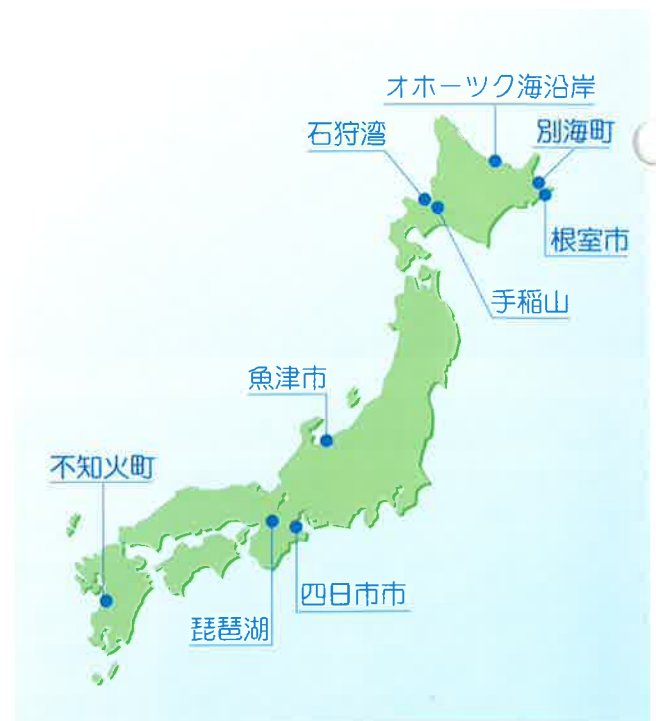 オホーツク海沿岸
石狩湾
別海町
根室市
手稲山
魚津市
不知火町
四日市市
琵琶湖